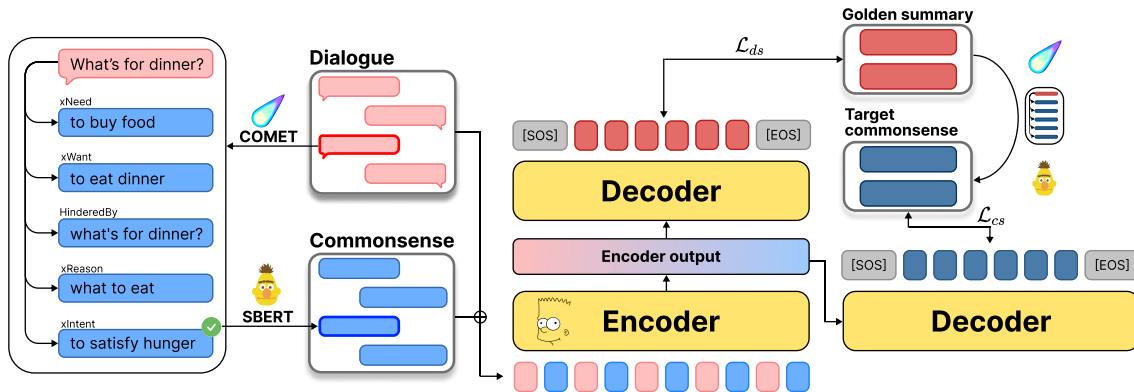 What's for dinner?
xNeed
to buy food
xWant
to eat dinner
HinderedBy
what's for dinner?
xReason
what to eat
xIntent
to satisfy hunger
COMET
SBERT
Dialogue
Commonsense
[SOS]
[EOS]
Decoder
Encoder output
Encoder
ℒds
Golden summary
Target
commonsense
ℒcs
[SOS]
[EOS]
Decoder